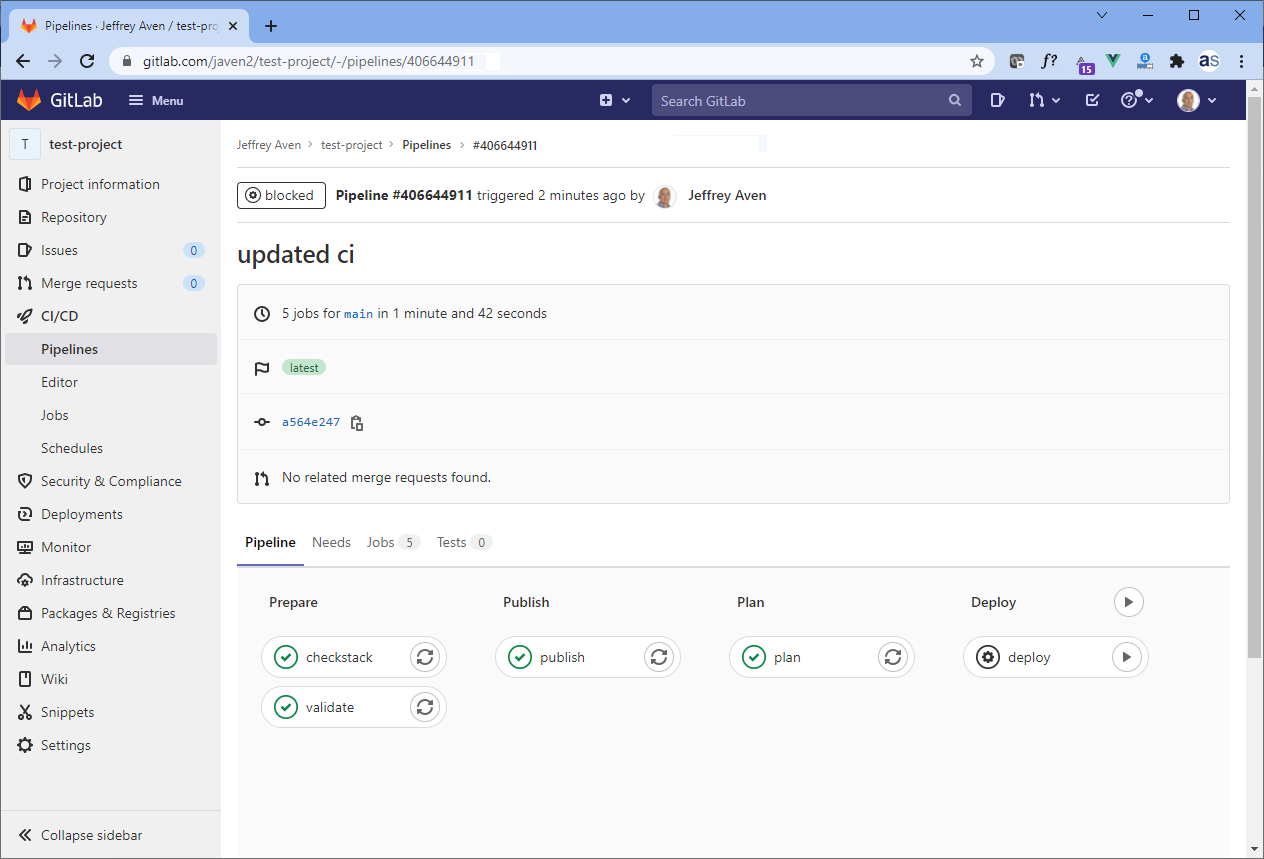 Pipelines · Jeffrey Aven / test-pro
gitlab.com/javen2/test-project/-/pipelines/406644911
f?
15
a
as
GitLab
Menu
Search GitLab
T
test-project
Project information
Repository
Issues
0
Merge requests
0
CI/CD
Pipelines
Editor
Jobs
Schedules
Security & Compliance
Deployments
Monitor
Infrastructure
Packages & Registries
Analytics
Wiki
Snippets
Settings
Collapse sidebar
Jeffrey Aven > test-project > Pipelines > #406644911
blocked Pipeline #406644911 triggered 2 minutes ago by Jeffrey Aven
updated ci
5 jobs for main in 1 minute and 42 seconds
latest
a564e247
No related merge requests found.
Pipeline Needs Jobs 5 Tests 0
Prepare Publish Plan Deploy
checkstack publish plan deploy
validate